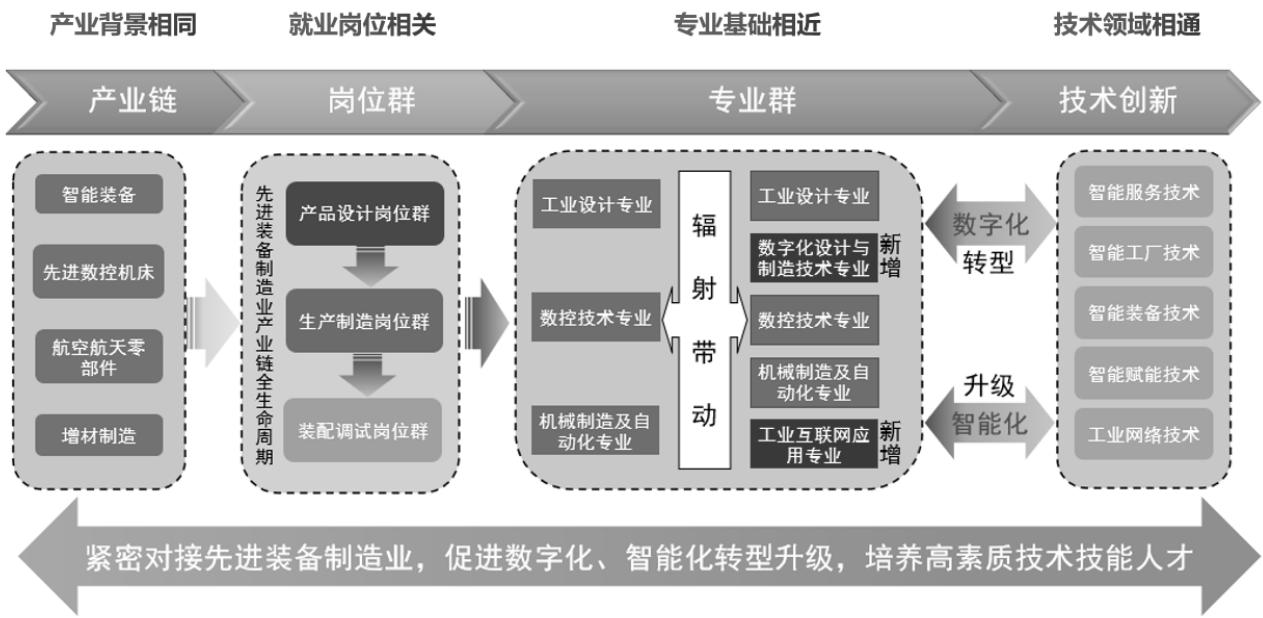 产业背景相同
就业岗位相关
专业基础相近
技术领域相通
产业链
岗位群
专业群
技术创新
智能装备
先进数控机床
航空航天零
部件
增材制造
先进装备制造业产业链全生命周期
产品设计岗位群
生产制造岗位群
装配调试岗位群
工业设计专业
数控技术专业
机械制造及自
动化专业
辐射带动
工业设计专业
数字化设计与
制造技术专业
新增
数控技术专业
机械制造及自
动化专业
工业互联网应
用专业
新增
数字化
转型
升级
智能化
智能服务技术
智能工厂技术
智能装备技术
智能赋能技术
工业网络技术
紧密对接先进装备制造业，促进数字化、智能化转型升级，培养高素质技术技能人才